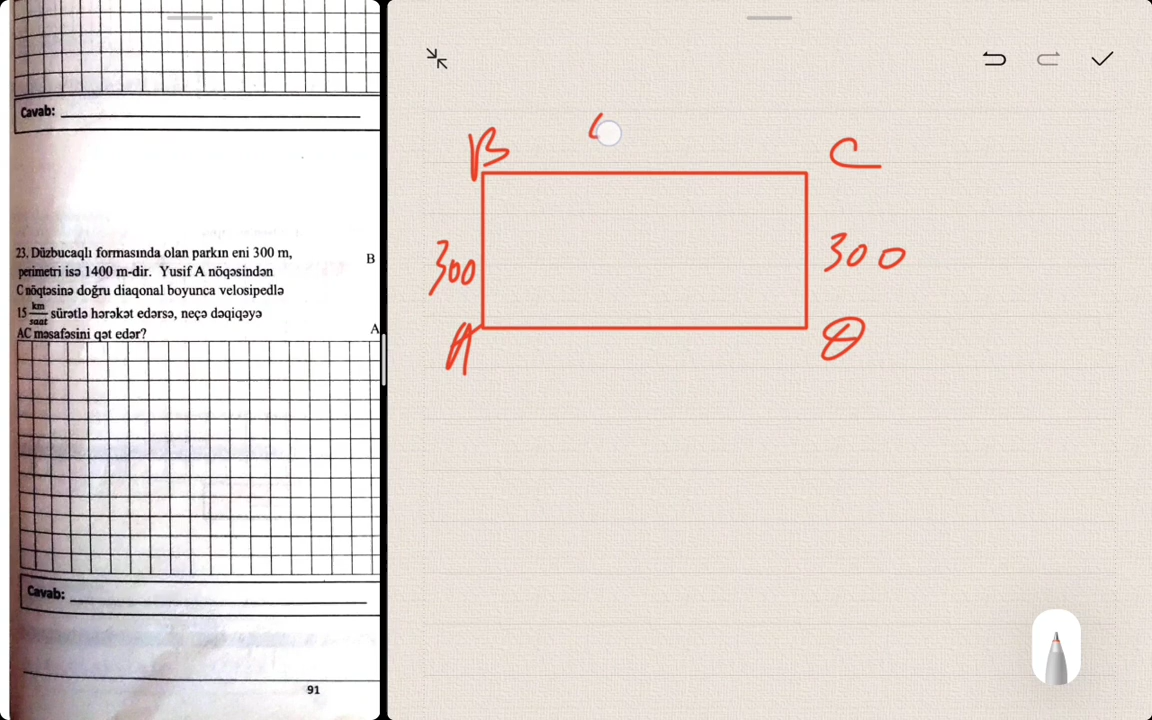 Cavab:
23. Düzbucaqlı formasında olan parkın eni 300 m,
perimetri isə 1400 m-dir. Yusif A nöqəsindən
C nöqtəsinə doğru diaqonal boyunca velosipedlə
15 km/saat sürətlə hərəkət edərsə, neçə dəqiqəyə
AC məsafəsini qət edər?
B
A
Cavab:
91
B
C
300
300
A
D